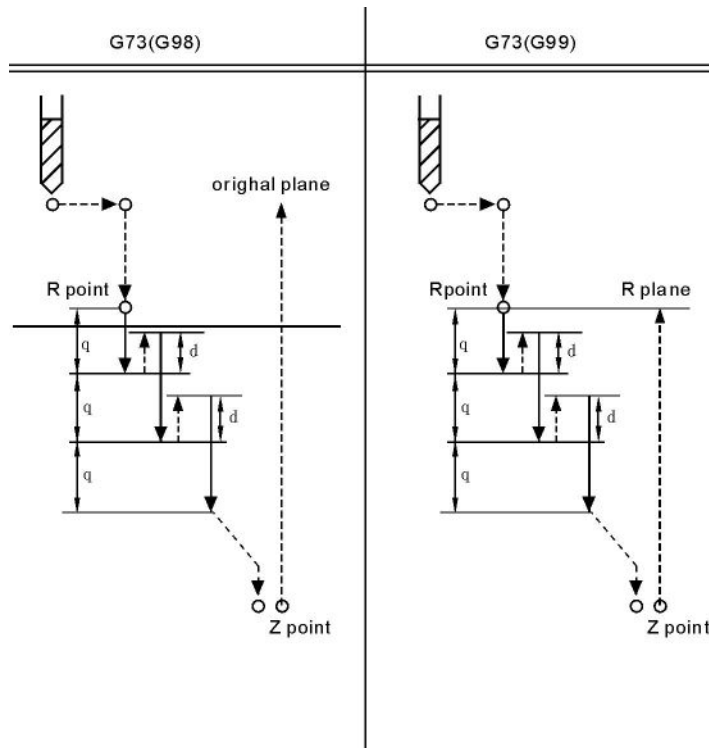 G73(G98)
orighal plane
R point
q
d
q
d
q
Z point
G73(G99)
Rpoint
R plane
q
d
q
d
q
Z point